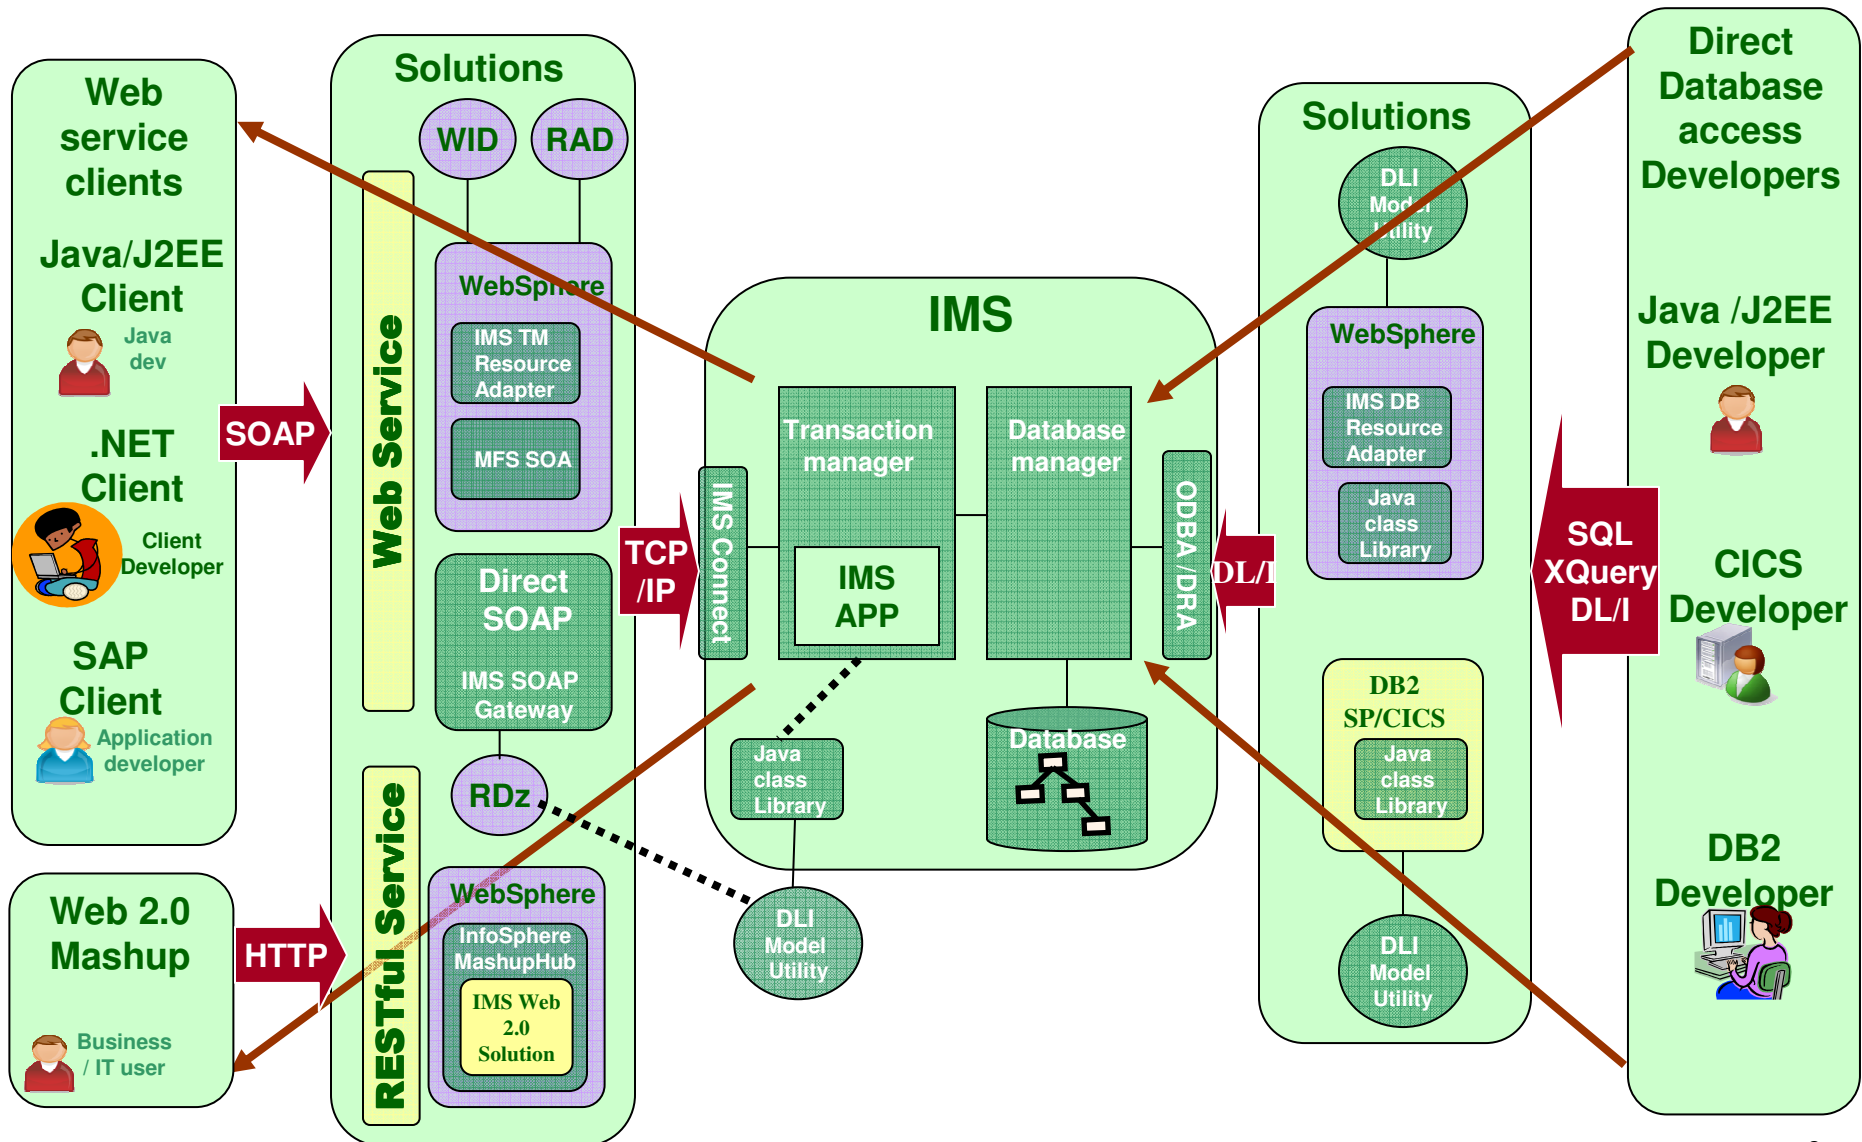 Web
service
clients
Java/J2EE
Client
Java
dev
.NET
Client
Client
Developer
SAP
Client
Application
developer
Web 2.0
Mashup
Business
/ IT user
SOAP
HTTP
Solutions
WID
RAD
Web Service
WebSphere
IMS TM
Resource
Adapter
MFS SOA
Direct
SOAP
IMS SOAP
Gateway
RDz
RESTful Service
WebSphere
InfoSphere
MashupHub
IMS Web
2.0
Solution
TCP
/IP
IMS
IMS Connect
Transaction
manager
IMS
APP
Database
manager
ODBA /DRA
Java
class
Library
Database
DLI
Model
Utility
DL/I
Solutions
DLI
Model
Utility
WebSphere
IMS DB
Resource
Adapter
Java
class
Library
DB2
SP/CICS
Java
class
Library
DLI
Model
Utility
SQL
XQuery
DL/I
Direct
Database
access
Developers
Java /J2EE
Developer
CICS
Developer
DB2
Developer